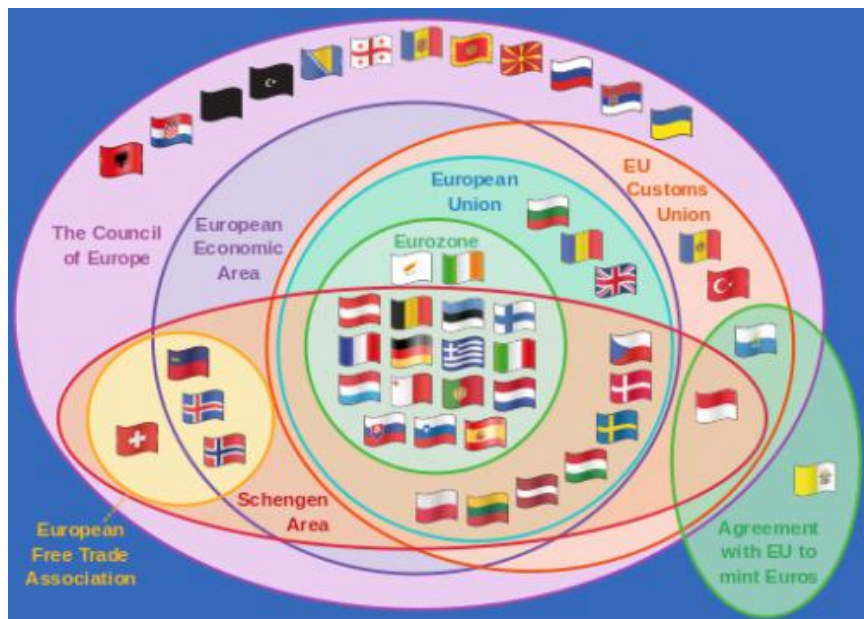 European
Union
EU
Customs
Union
The Council
of Europe
European
Economic
Area
Eurozone
Schengen
Area
European
Free Trade
Association
Agreement
with EU to
mint Euros